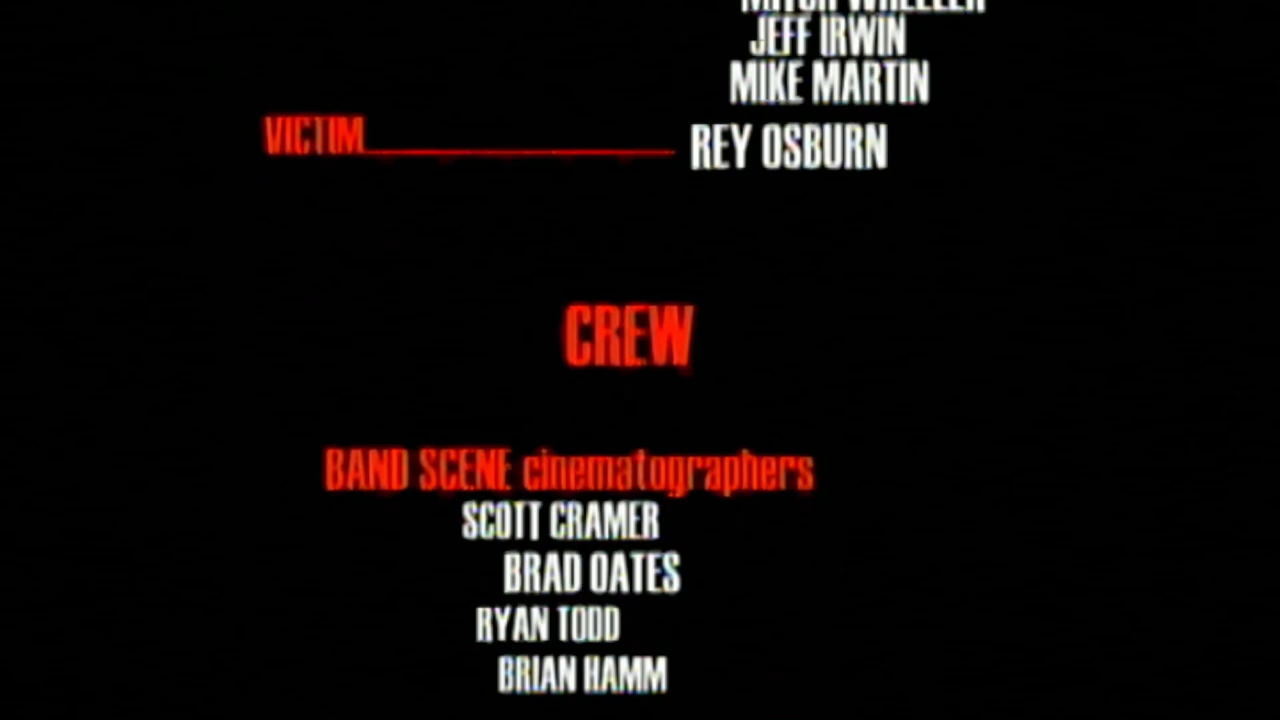 JEFF IRWIN
MIKE MARTIN
VICTIM REY OSBURN
CREW
BAND SCENE cinematographers
SCOTT CRAMER
BRAD OATES
RYAN TODD
BRIAN HAMM